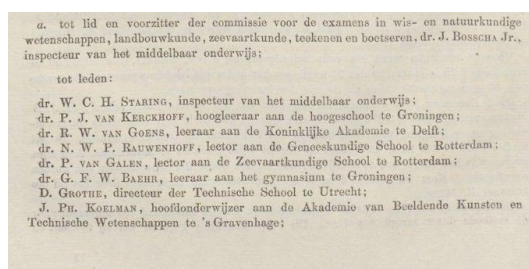 a. tot lid en voorzitter der commissie voor de examens in wis- en natuurkundige
wetenschappen, landbouwkunde, zeevaartkunde, teekenen en boetseren, dr. J. BOSSCHA Jr.,
inspecteur van het middelbaar onderwijs;
tot leden:
dr. W. C. H. STARING, inspecteur van het middelbaar onderwijs;
dr. P. J. VAN KERCKHOFF, hoogleeraar aan de hoogeschool te Groningen;
dr. R. W. VAN GOENS, leeraar aan de Koninklijke Akademie te Delft;
dr. N. W. P. RAUWENHOFF, lector aan de Geneeskundige School te Rotterdam;
dr. P. VAN GALEN, lector aan de Zeevaartkundige School te Rotterdam;
dr. G. F. W. BAEHR, leeraar aan het gymnasium te Groningen;
D. GROTHE, directeur der Technische School te Utrecht;
J. PH. KOELMAN, hoofdonderwijzer aan de Akademie van Beeldende Kunsten en
Technische Wetenschappen te 's Gravenhage;